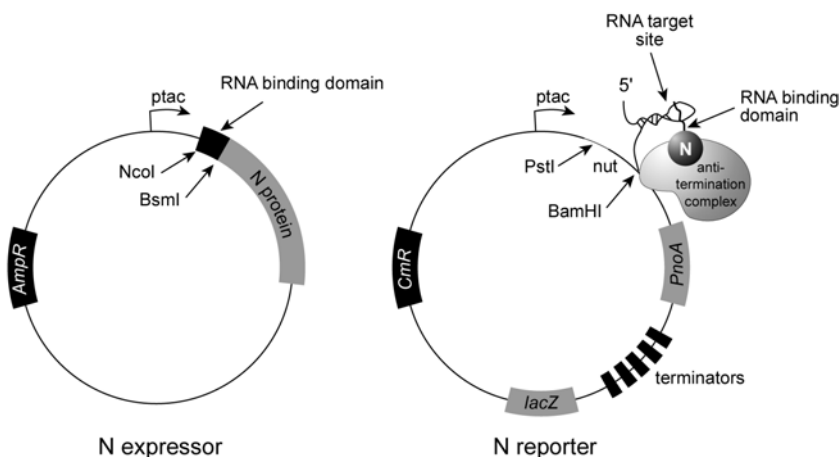 ptac
RNA binding domain
NcoI
BsmI
N protein
AmpR
N expressor
RNA target
site
5'
ptac
RNA binding
domain
PstI
nut
N
anti-
termination
complex
BamHI
CmR
PnoA
terminators
lacZ
N reporter